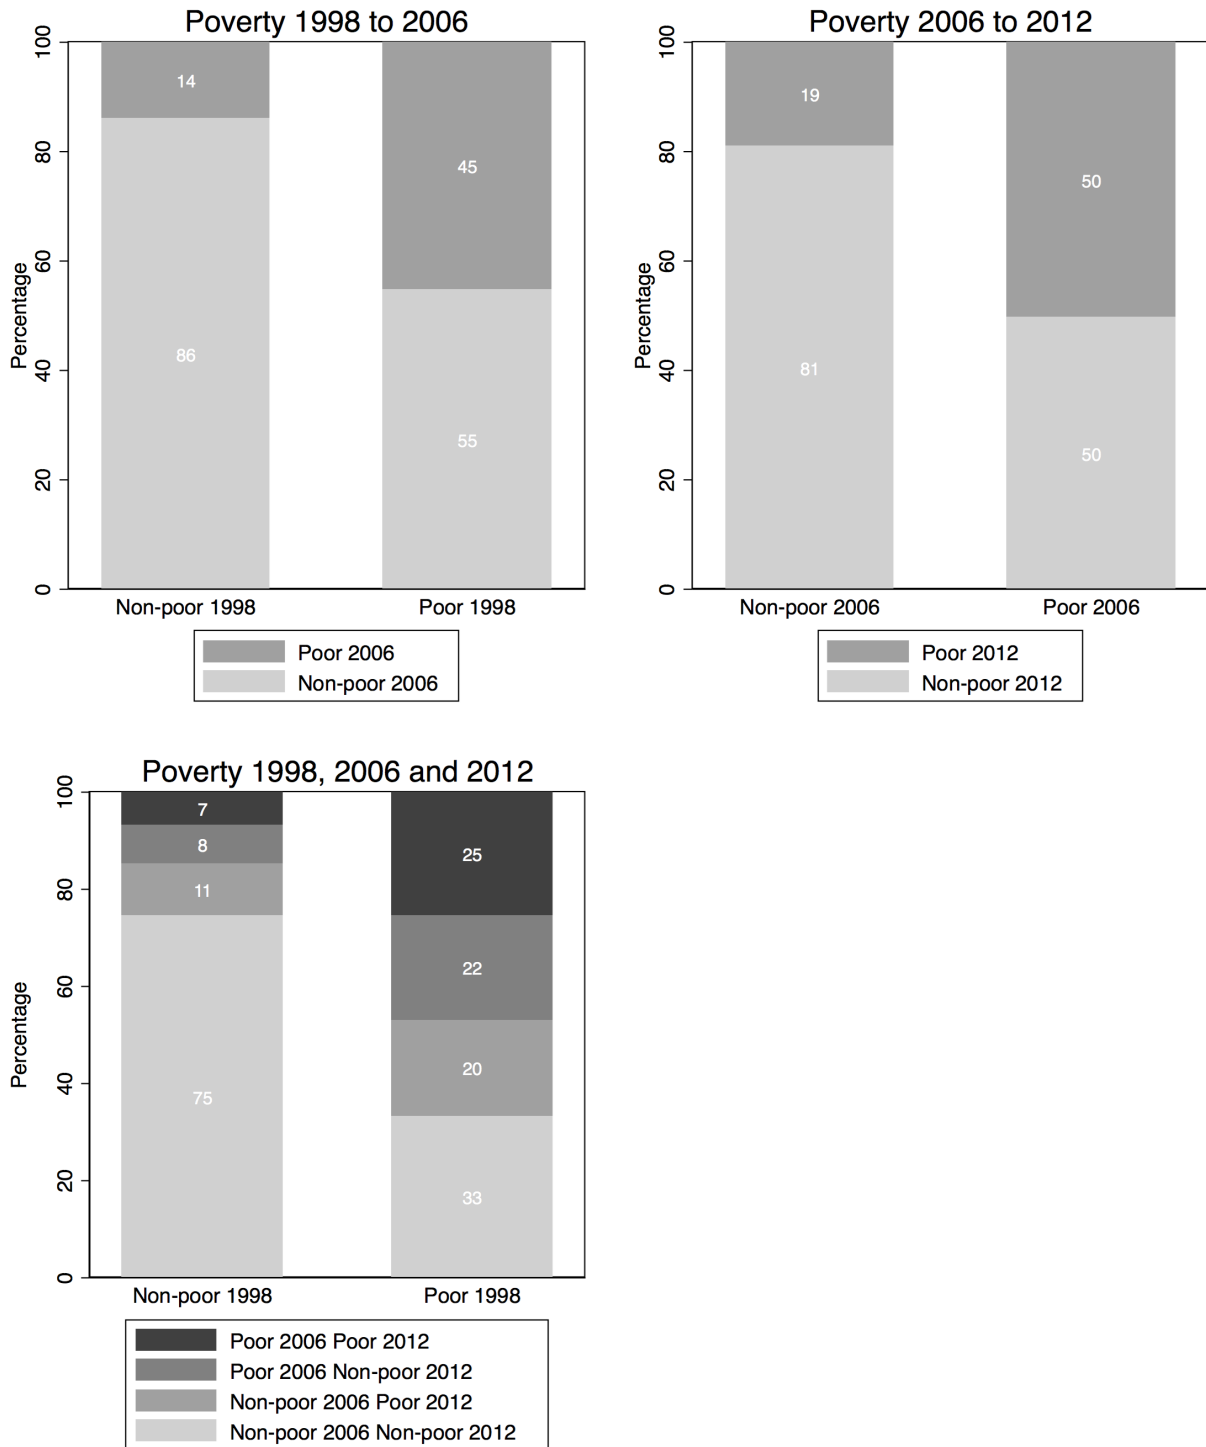 Poverty 1998 to 2006
Percentage
100
80
60
40
20
0
14
86
45
55
Non-poor 1998
Poor 1998
Poor 2006
Non-poor 2006
Poverty 2006 to 2012
Percentage
100
80
60
40
20
0
19
81
50
50
Non-poor 2006
Poor 2006
Poor 2012
Non-poor 2012
Poverty 1998, 2006 and 2012
Percentage
100
80
60
40
20
0
7
8
11
75
25
22
20
33
Non-poor 1998
Poor 1998
Poor 2006 Poor 2012
Poor 2006 Non-poor 2012
Non-poor 2006 Poor 2012
Non-poor 2006 Non-poor 2012